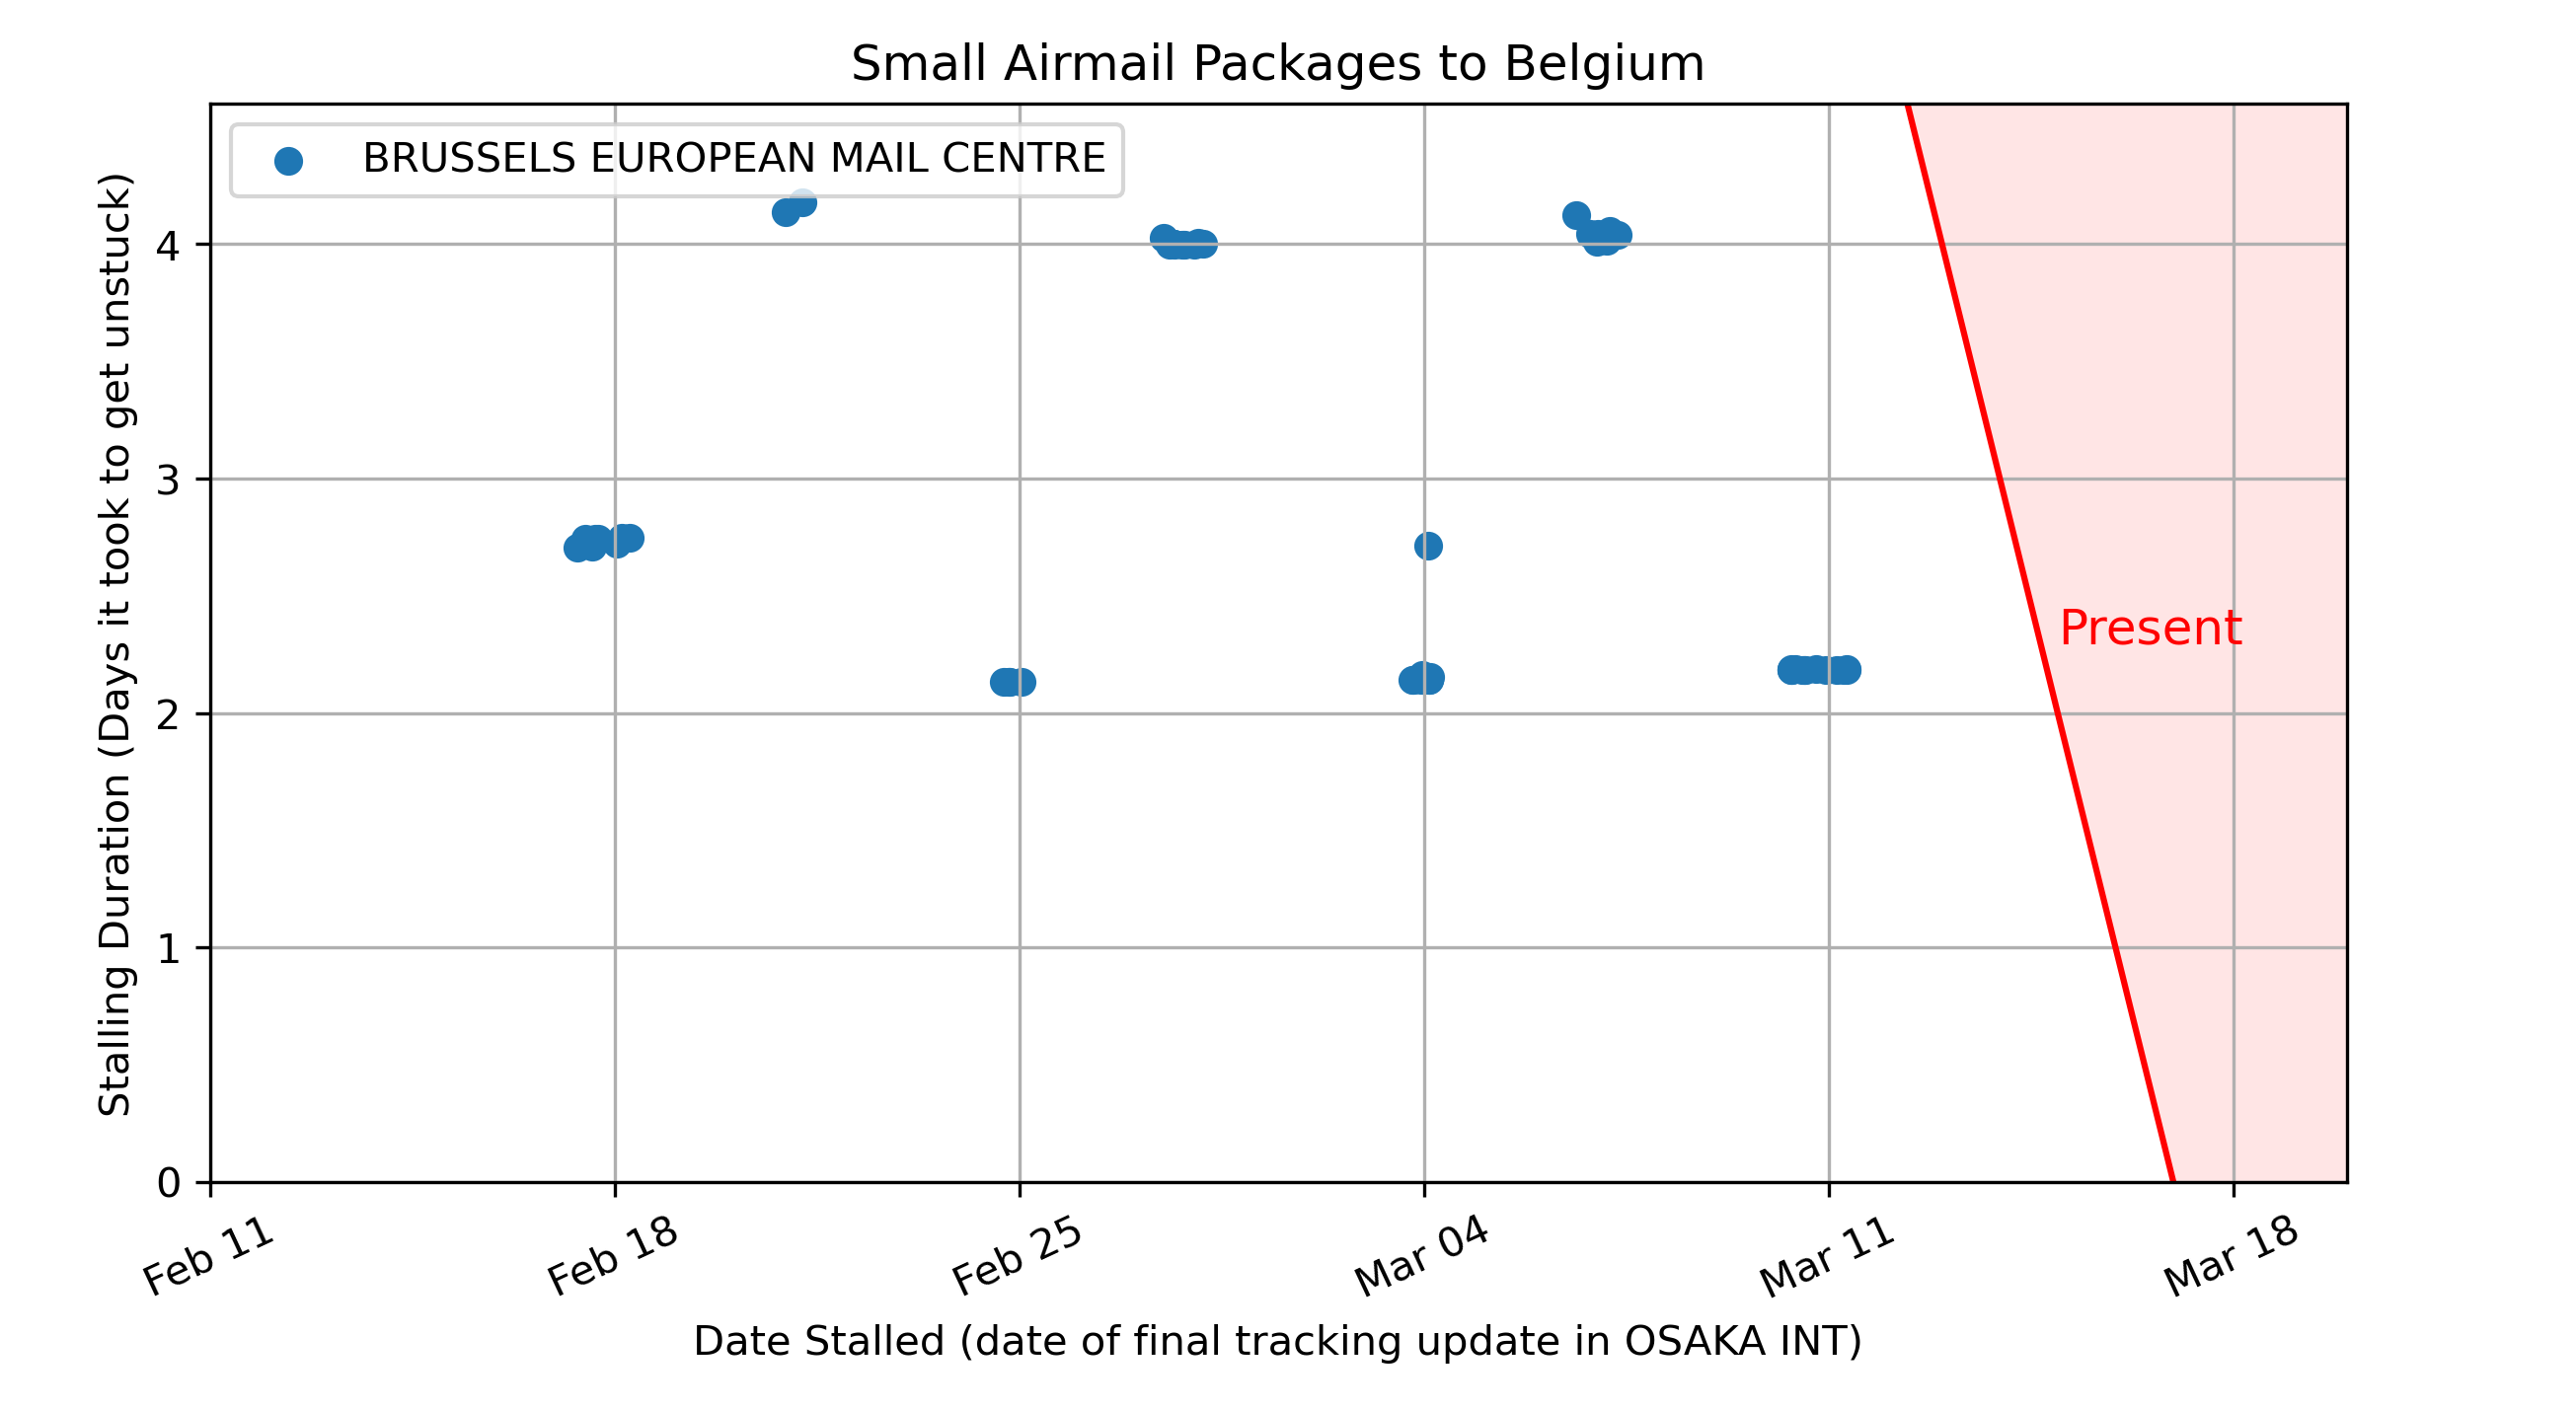 Small Airmail Packages to Belgium
BRUSSELS EUROPEAN MAIL CENTRE
Stalling Duration (Days it took to get unstuck)
4
3
2
1
0
Present
Feb 11
Feb 18
Feb 25
Mar 04
Mar 11
Mar 18
Date Stalled (date of final tracking update in OSAKA INT)